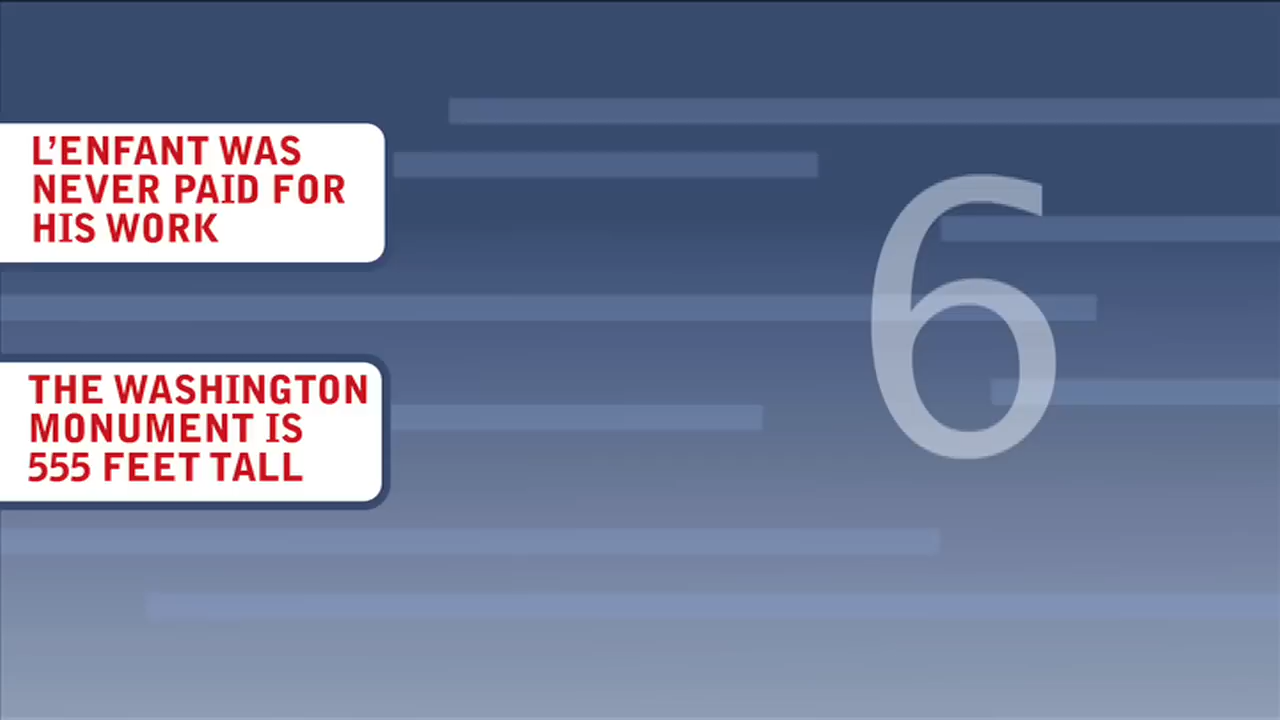 L’ENFANT WAS
NEVER PAID FOR
HIS WORK
THE WASHINGTON
MONUMENT IS
555 FEET TALL
6